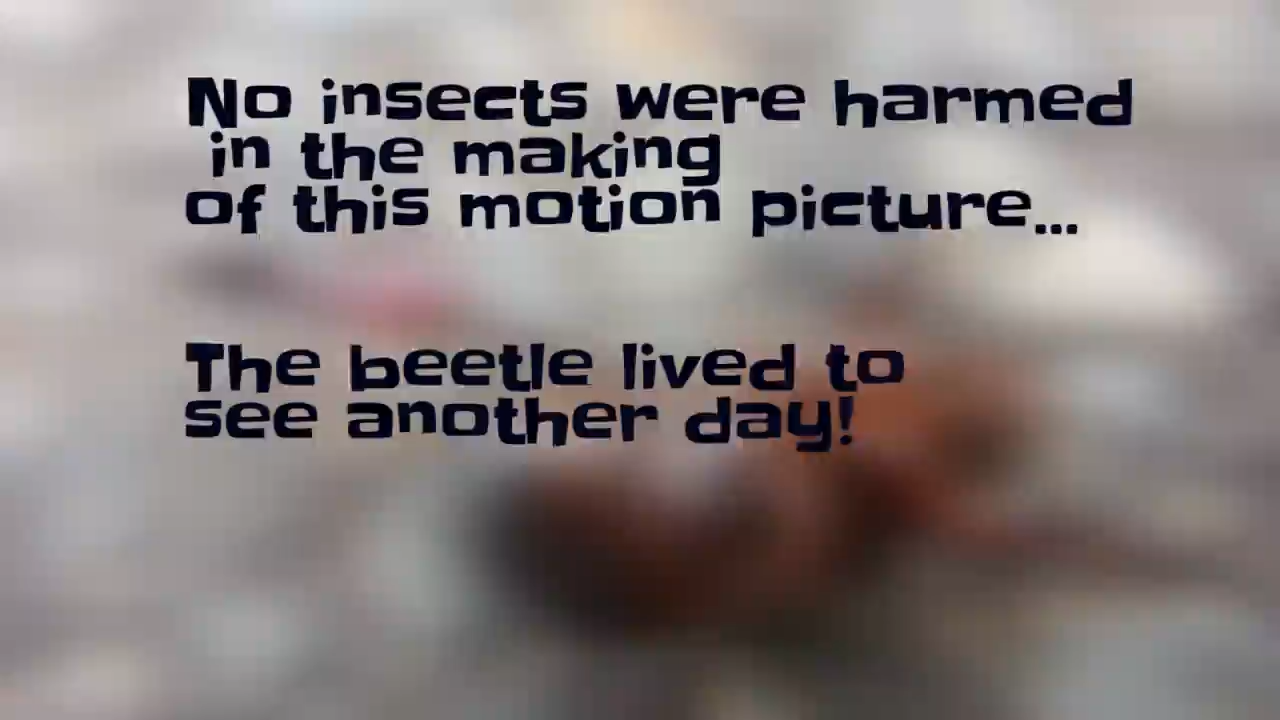 No insects were harmed
in the making
of this motion picture...
The beetle lived to
see another day!